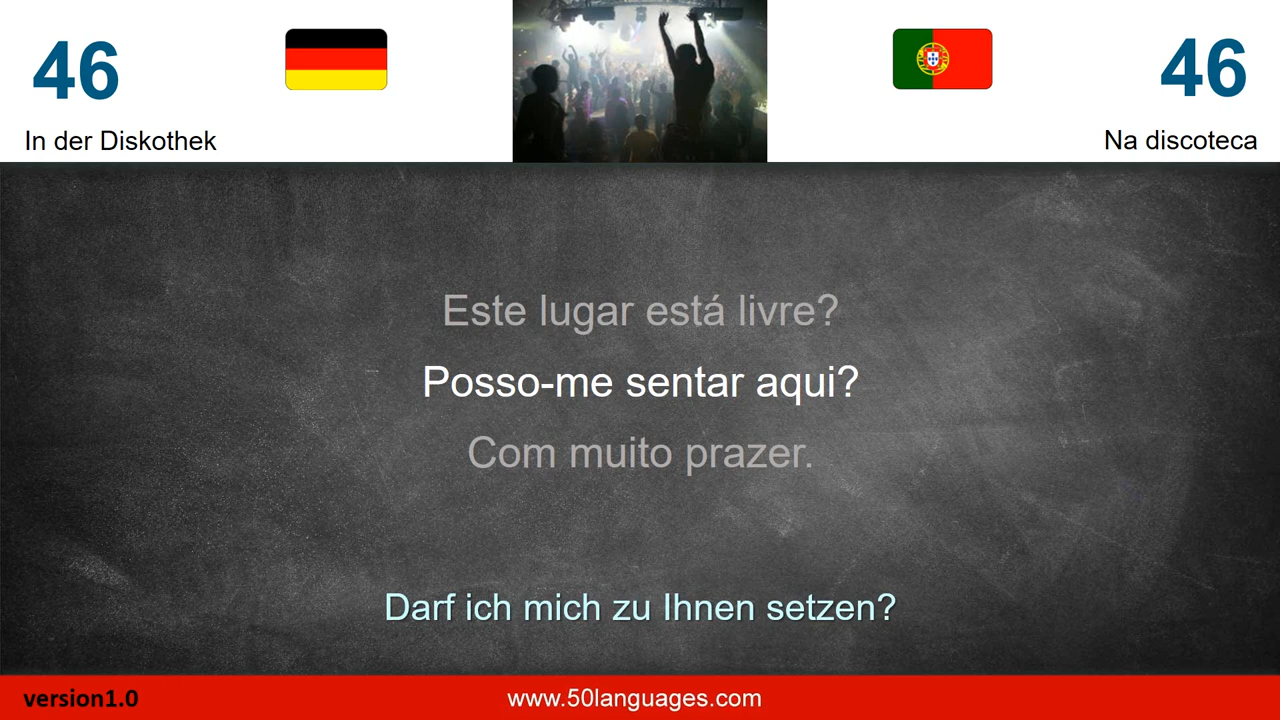 46
46
In der Diskothek
Na discoteca
Este lugar está livre?
Posso-me sentar aqui?
Com muito prazer.
Darf ich mich zu Ihnen setzen?
version1.0
www.50languages.com